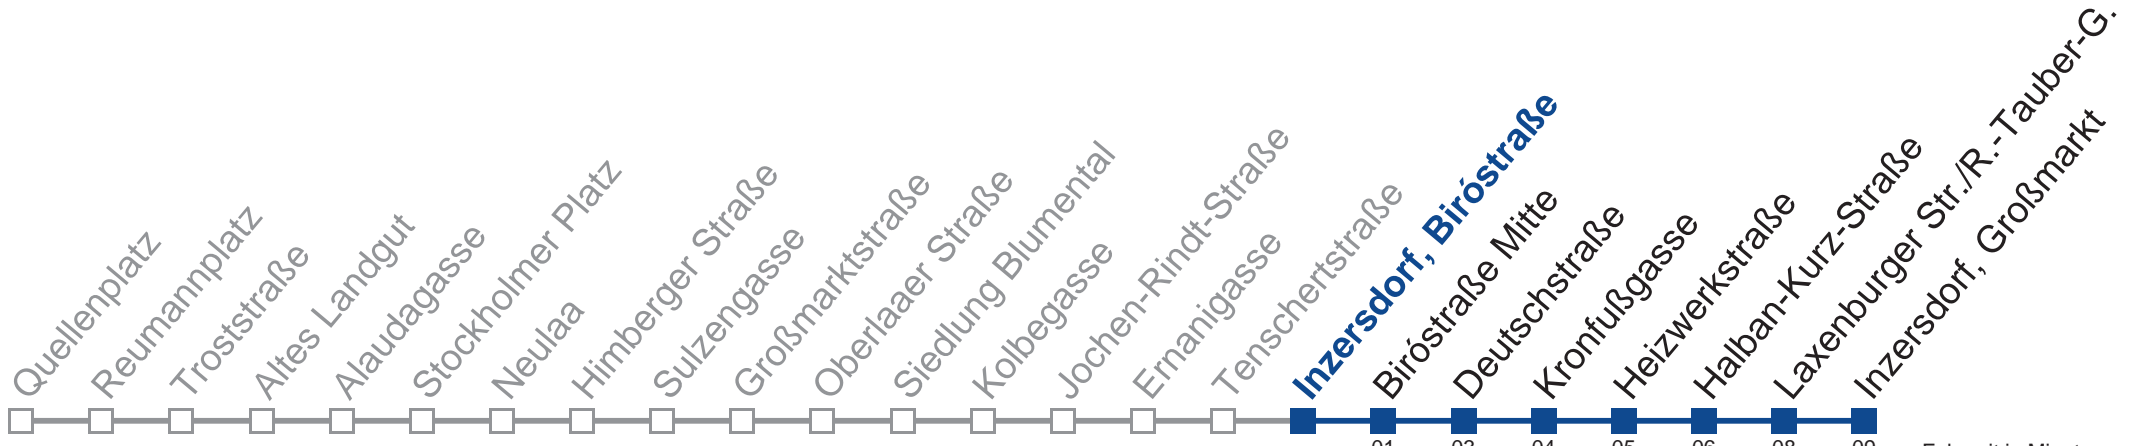 Quellenplatz
Reumannplatz
Troststraße
Altes Landgut
Alaudagasse
Stockholmer Platz
Neulaa
Himberger Straße
Sulzengasse
Großmarktstraße
Oberlaaer Straße
Siedlung Blumental
Kolbegasse
Jochen-Rindt-Straße
Ernanigasse
Tenschertstraße
Inzersdorf, Biróstraße
Biróstraße Mitte
Deutschstraße
Kronfußgasse
Heizwerkstraße
Halban-Kurz-Straße
Laxenburger Str./R.-Tauber-G.
Inzersdorf, Großmarkt